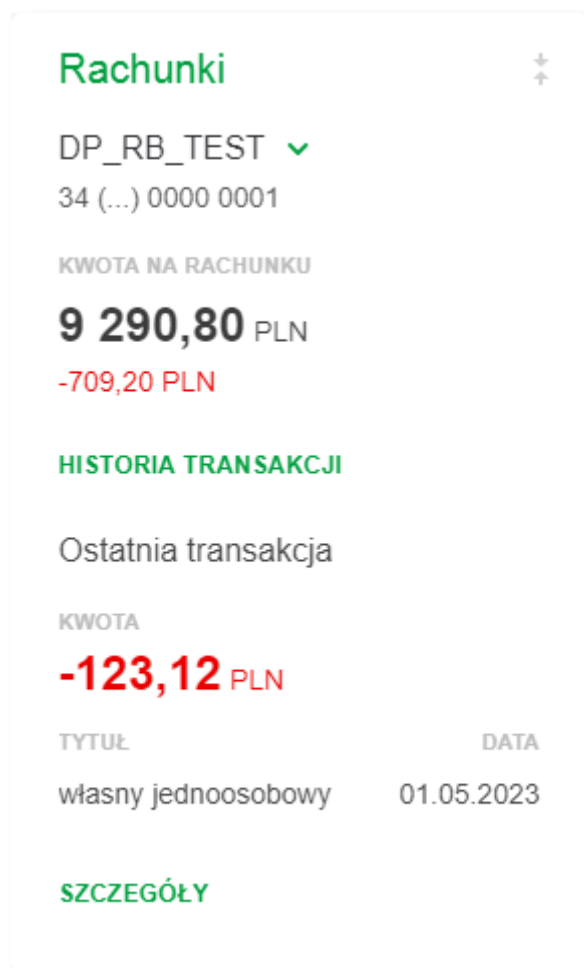 Rachunki
DP_RB_TEST
34 (...) 0000 0001
KWOTA NA RACHUNKU
9 290,80 PLN
-709,20 PLN
HISTORIA TRANSAKCJI
Ostatnia transakcja
KWOTA
-123,12 PLN
TYTUŁ DATA
własny jednoosobowy 01.05.2023
SZCZEGÓŁY